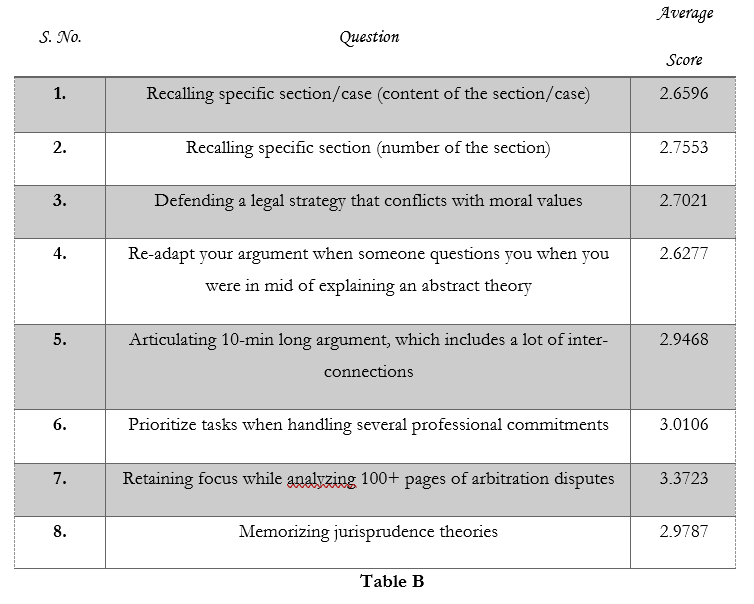 S. No. Question Average Score
1. Recalling specific section/case (content of the section/case) 2.6596
2. Recalling specific section (number of the section) 2.7553
3. Defending a legal strategy that conflicts with moral values 2.7021
4. Re-adapt your argument when someone questions you when you 2.6277
were in mid of explaining an abstract theory
5. Articulating 10-min long argument, which includes a lot of inter- 2.9468
connections
6. Prioritize tasks when handling several professional commitments 3.0106
7. Retaining focus while analyzing 100+ pages of arbitration disputes 3.3723
8. Memorizing jurisprudence theories 2.9787
Table B